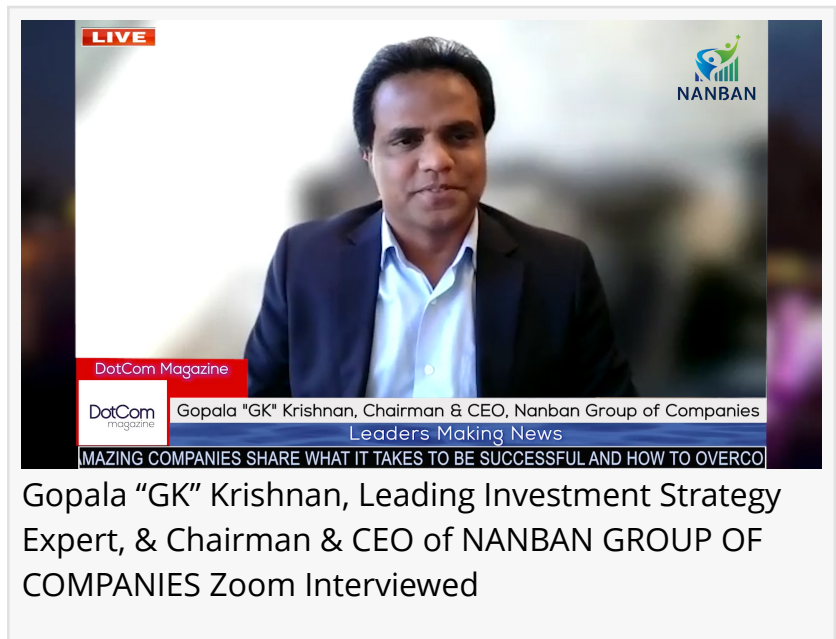 LIVE
NANBAN
DotCom Magazine
DotCom
magazine
Gopala "GK" Krishnan, Chairman & CEO, Nanban Group of Companies
Leaders Making News
MAZING COMPANIES SHARE WHAT IT TAKES TO BE SUCCESSFUL AND HOW TO OVERCO
Gopala “GK” Krishnan, Leading Investment Strategy
Expert, & Chairman & CEO of NANBAN GROUP OF
COMPANIES Zoom Interviewed